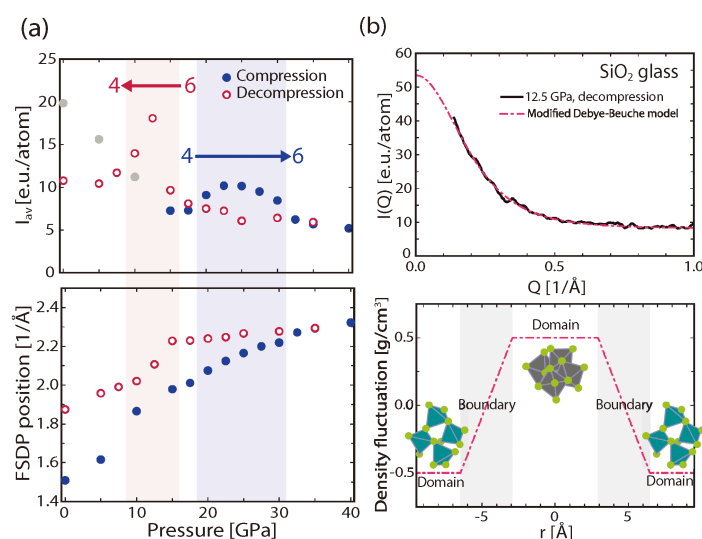 (a)
25
20
15
10
5
0
I_av [e.u./atom]
4 6
Compression
Decompression
4 6
2.4
2.2
2.0
1.8
1.6
1.4
FSDP position [1/Å]
0 10 20 30 40
Pressure [GPa]
(b)
60
50
40
30
20
10
0
I(Q) [e.u./atom]
SiO₂ glass
12.5 GPa, decompression
Modified Debye-Beuche model
0.0 0.5 1.0
Q [1/Å]
0.5
0.0
-0.5
Density fluctuation [g/cm³]
Domain
Boundary Boundary
Domain Domain
-5 0 5
r [Å]